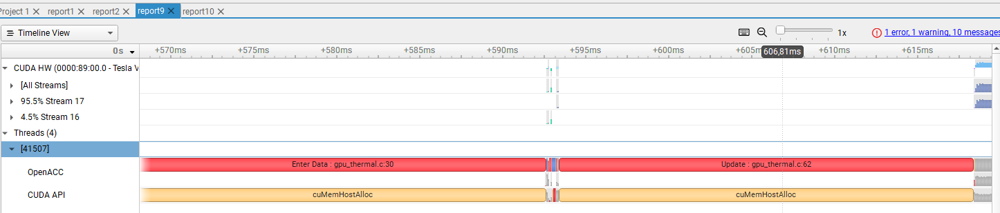 Project 1 report1 report2 report9 report10
Timeline View 1x 1 error, 1 warning, 10 messages
0s +570ms +575ms +580ms +585ms +590ms +595ms +600ms +605m 606,81ms +610ms +615ms
CUDA HW (0000:89:00.0 - Tesla V
[All Streams]
95.5% Stream 17
4.5% Stream 16
Threads (4)
[41507]
OpenACC Enter Data : gpu_thermal.c:30 Update : gpu_thermal.c:62
CUDA API cuMemHostAlloc cuMemHostAlloc